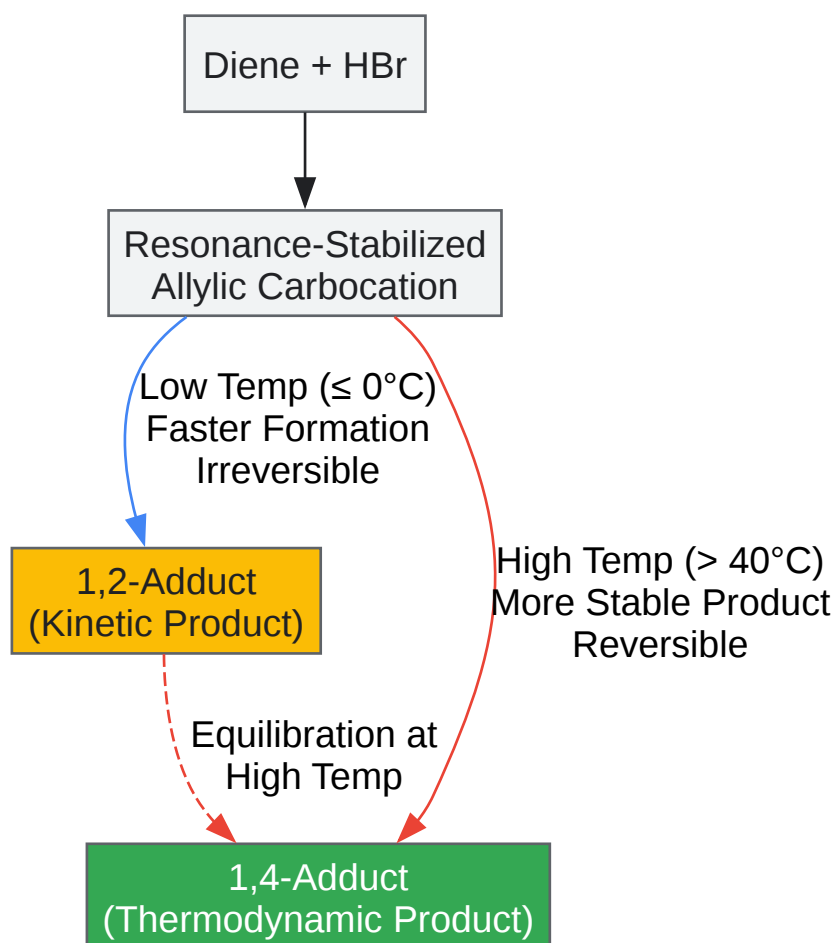 Diene + HBr
Resonance-Stabilized
Allylic Carbocation
Low Temp (≤ 0°C)
Faster Formation
Irreversible
High Temp (> 40°C)
More Stable Product
Reversible
1,2-Adduct
(Kinetic Product)
Equilibration at
High Temp
1,4-Adduct
(Thermodynamic Product)